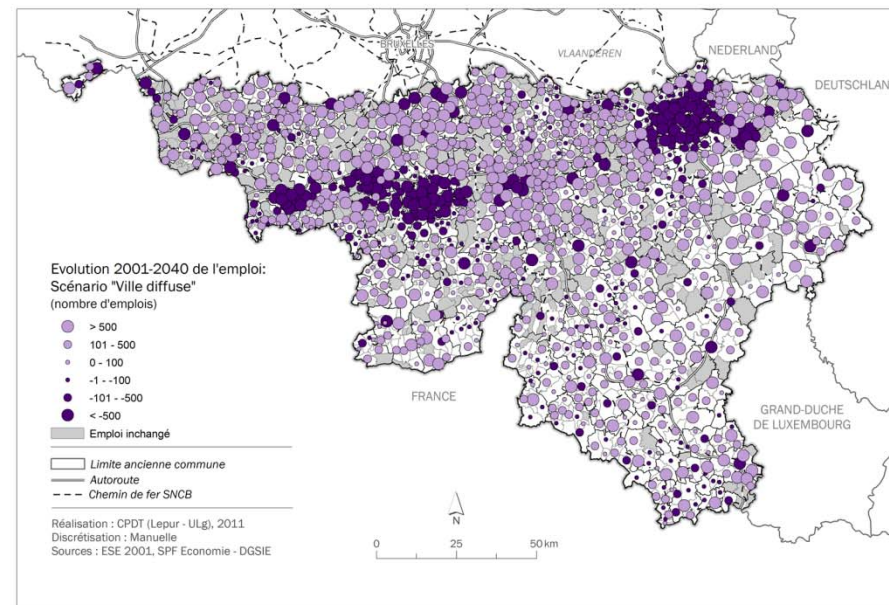 BRUXELLES
VLAANDEREN
NEDERLAND
DEUTSCHLAN
Evolution 2001-2040 de l'emploi:
Scénario "Ville diffuse"
(nombre d'emplois)
> 500
101 - 500
0 - 100
-1 - -100
-101 - -500
< -500
Emploi inchangé
Limite ancienne commune
Autoroute
Chemin de fer SNCB
Réalisation : CPDT (Lepur - ULg), 2011
Discrétisation : Manuelle
Sources : ESE 2001, SPF Economie - DGSIE
FRANCE
GRAND-DUCHE
DE LUXEMBOURG
N
0 25 50 km